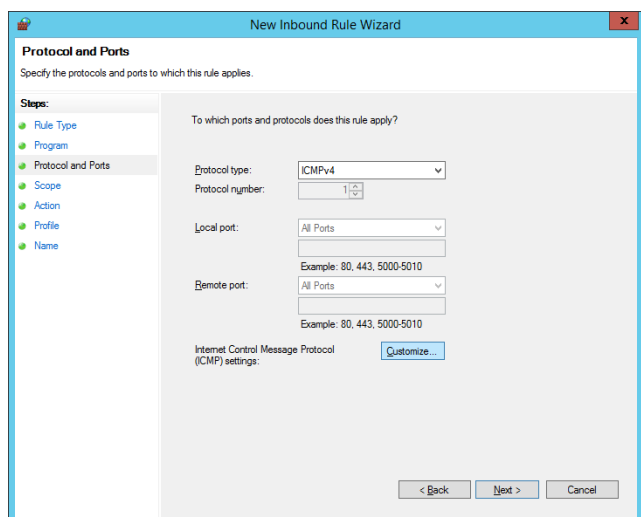 New Inbound Rule Wizard
x
Protocol and Ports
Specify the protocols and ports to which this rule applies.
Steps:
Rule Type
Program
Protocol and Ports
Scope
Action
Profile
Name
To which ports and protocols does this rule apply?
Protocol type: ICMPv4
Protocol number: 1
Local port: All Ports
Example: 80, 443, 5000-5010
Remote port: All Ports
Example: 80, 443, 5000-5010
Internet Control Message Protocol Customize...
(ICMP) settings:
< Back Next > Cancel